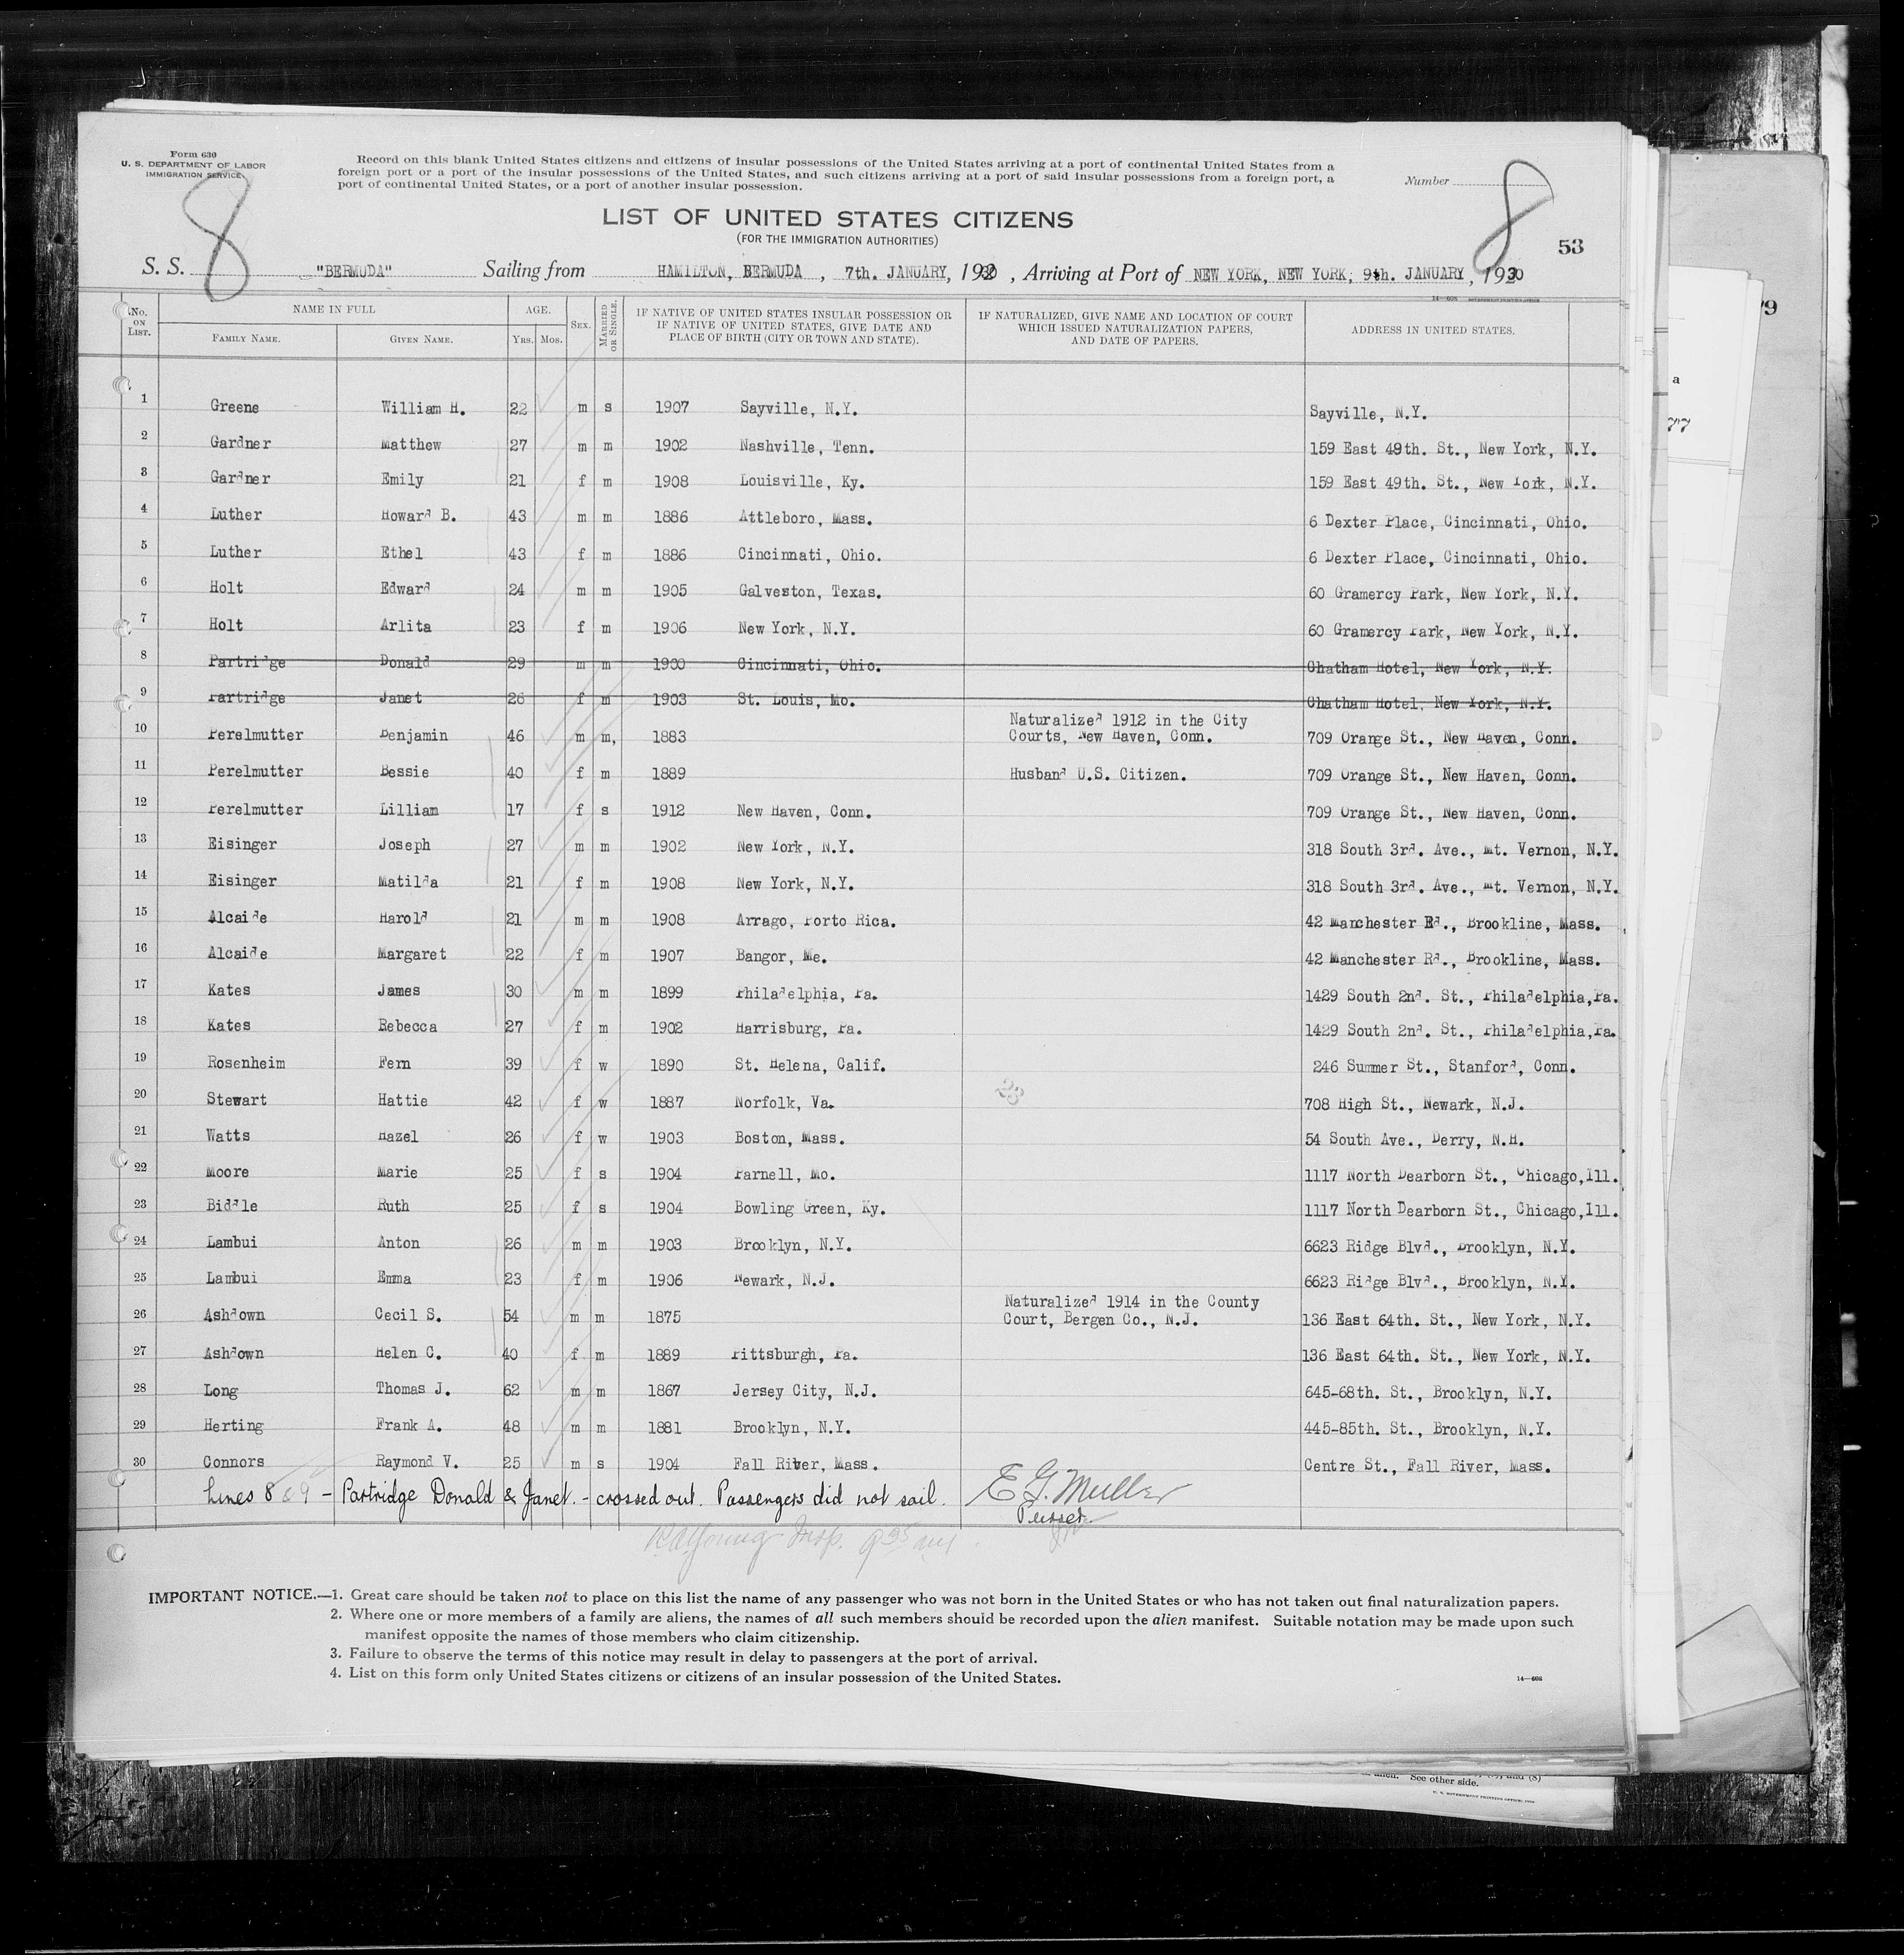 Form 630
U. S. DEPARTMENT OF LABOR
IMMIGRATION SERVICE
Record on this blank United States citizens and citizens of insular possessions of the United States arriving at a port of continental United States from a
foreign port or a port of the insular possessions of the United States, and such citizens arriving at a port of said insular possessions from a foreign port, a
port of continental United States, or a port of another insular possession.
Number
8
8
LIST OF UNITED STATES CITIZENS
(FOR THE IMMIGRATION AUTHORITIES)
53
S. S. "BERMUDA" Sailing from HAMILTON, BERMUDA, 7th. JANUARY, 1930, Arriving at Port of NEW YORK, NEW YORK, 9th. JANUARY, 1930
14—608 GOVERNMENT PRINTING OFFICE
No. ON LIST. NAME IN FULL AGE. SEX. MARRIED OR SINGLE. IF NATIVE OF UNITED STATES INSULAR POSSESSION OR IF NATIVE OF UNITED STATES, GIVE DATE AND PLACE OF BIRTH (CITY OR TOWN AND STATE). IF NATURALIZED, GIVE NAME AND LOCATION OF COURT WHICH ISSUED NATURALIZATION PAPERS, AND DATE OF PAPERS. ADDRESS IN UNITED STATES.
FAMILY NAME. GIVEN NAME. YRS. MOS.
1 Greene William H. 22 m s 1907 Sayville, N.Y. Sayville, N.Y.
2 Gardner Matthew 27 m m 1902 Nashville, Tenn. 159 East 49th. St., New York, N.Y.
3 Gardner Emily 21 f m 1908 Louisville, Ky. 159 East 49th. St., New York, N.Y.
4 Luther Howard B. 43 m m 1886 Attleboro, Mass. 6 Dexter Place, Cincinnati, Ohio.
5 Luther Ethel 43 f m 1886 Cincinnati, Ohio. 6 Dexter Place, Cincinnati, Ohio.
6 Holt Edward 24 m m 1905 Galveston, Texas. 60 Gramercy Park, New York, N.Y.
7 Holt Arlita 23 f m 1906 New York, N.Y. 60 Gramercy Park, New York, N.Y.
8 Partridge Donald 29 m m 1900 Cincinnati, Ohio. Chatham Hotel, New York, N.Y.
9 Partridge Janet 26 f m 1903 St. Louis, Mo. Chatham Hotel, New York, N.Y.
10 Perelmutter Benjamin 46 m m, 1883 Naturalized 1912 in the City Courts, New Haven, Conn. 709 Orange St., New Haven, Conn.
11 Perelmutter Bessie 40 f m 1889 Husband U.S. Citizen. 709 Orange St., New Haven, Conn.
12 Perelmutter Lilliam 17 f s 1912 New Haven, Conn. 709 Orange St., New Haven, Conn.
13 Eisinger Joseph 27 m m 1902 New York, N.Y. 318 South 3rd. Ave., Mt. Vernon, N.Y.
14 Eisinger Matilda 21 f m 1908 New York, N.Y. 318 South 3rd. Ave., Mt. Vernon, N.Y.
15 Alcaide Harold 21 m m 1908 Arrago, Porto Rica. 42 Manchester Rd., Brookline, Mass.
16 Alcaide Margaret 22 f m 1907 Bangor, Me. 42 Manchester Rd., Brookline, Mass.
17 Kates James 30 m m 1899 Philadelphia, Pa. 1429 South 2nd. St., Philadelphia,Pa.
18 Kates Rebecca 27 f m 1902 Harrisburg, Pa. 1429 South 2nd. St., Philadelphia,Pa.
19 Rosenheim Fern 39 f w 1890 St. Helena, Calif. 246 Summer St., Stanford, Conn.
20 Stewart Hattie 42 f w 1887 Norfolk, Va. 23 708 High St., Newark, N.J.
21 Watts Hazel 26 f w 1903 Boston, Mass. 54 South Ave., Derry, N.H.
22 Moore Marie 25 f s 1904 Parnell, Mo. 1117 North Dearborn St., Chicago,Ill.
23 Biddle Ruth 25 f s 1904 Bowling Green, Ky. 1117 North Dearborn St., Chicago,Ill.
24 Lambui Anton 26 m m 1903 Brooklyn, N.Y. 6623 Ridge Blvd., Brooklyn, N.Y.
25 Lambui Emma 23 f m 1906 Newark, N.J. 6623 Ridge Blvd., Brooklyn, N.Y.
26 Ashdown Cecil S. 54 m m 1875 Naturalized 1914 in the County Court, Bergen Co., N.J. 136 East 64th. St., New York, N.Y.
27 Ashdown Helen C. 40 f m 1889 Pittsburgh, Pa. 136 East 64th. St., New York, N.Y.
28 Long Thomas J. 62 m m 1867 Jersey City, N.J. 645-68th. St., Brooklyn, N.Y.
29 Herting Frank A. 48 m m 1881 Brooklyn, N.Y. 445-85th. St., Brooklyn, N.Y.
30 Connors Raymond V. 25 m s 1904 Fall River, Mass. Centre St., Fall River, Mass.
Lines 8 & 9 - Partridge Donald & Janet. - crossed out. Passengers did not sail. E G. Muller
Purser
Young Insp. 9 35 am
IMPORTANT NOTICE.—1. Great care should be taken not to place on this list the name of any passenger who was not born in the United States or who has not taken out final naturalization papers.
2. Where one or more members of a family are aliens, the names of all such members should be recorded upon the alien manifest. Suitable notation may be made upon such
manifest opposite the names of those members who claim citizenship.
3. Failure to observe the terms of this notice may result in delay to passengers at the port of arrival.
4. List on this form only United States citizens or citizens of an insular possession of the United States.
14—608
and (8)
See other side.
U. S. GOVERNMENT PRINTING OFFICE
79
a